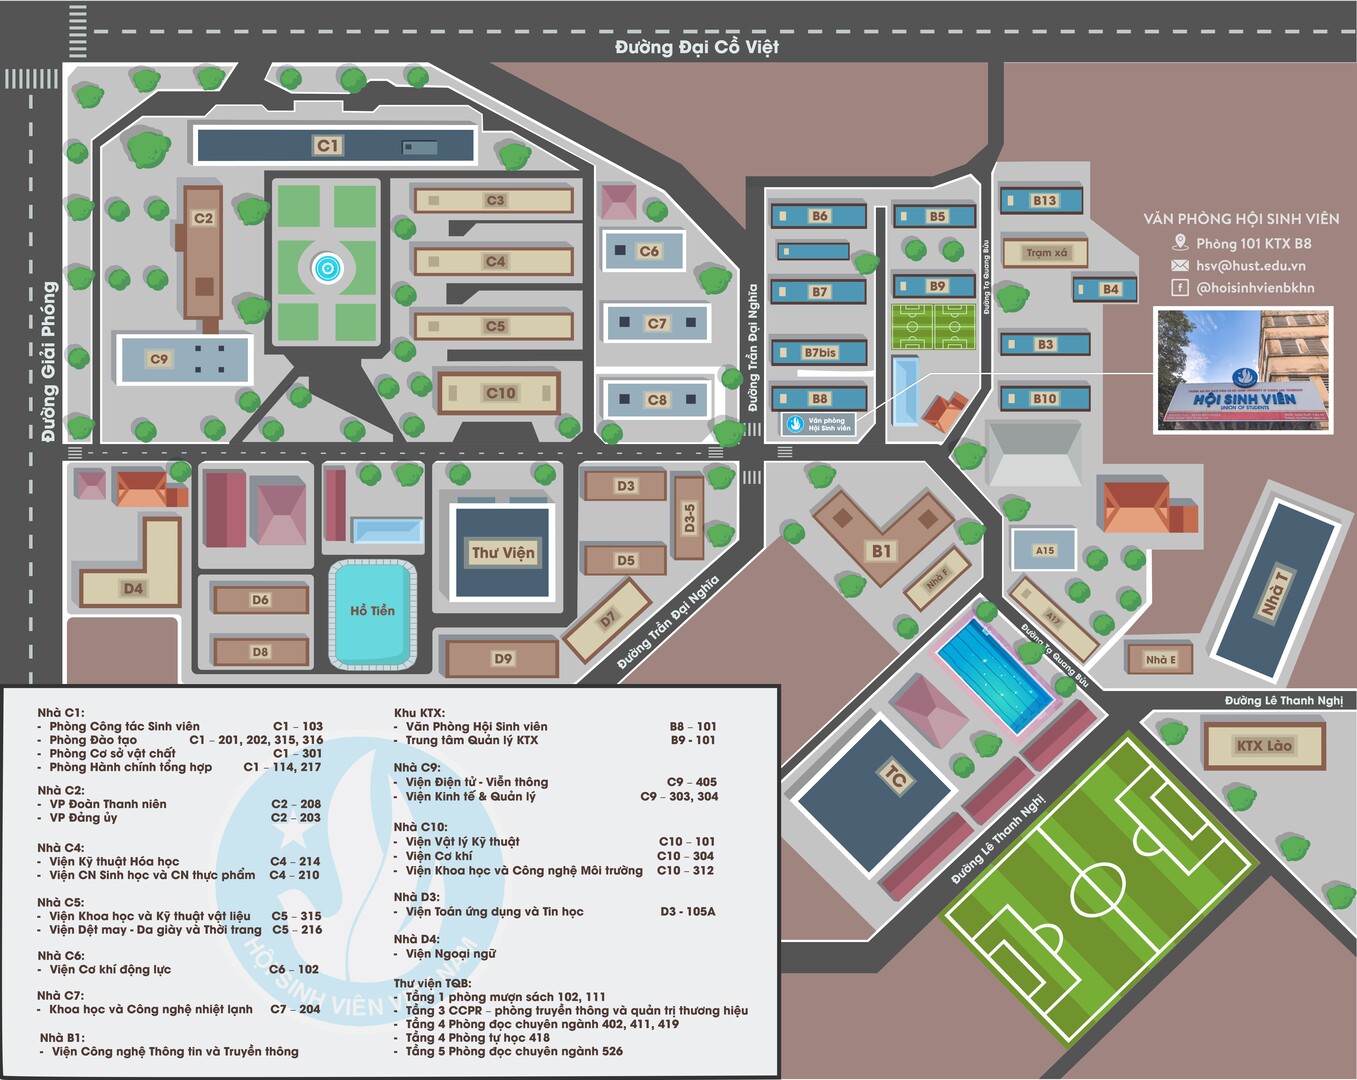 Đường Đại Cồ Việt
C1
C2
C3
C4
C5
C6
C7
C8
C9
C10
Đường Giải Phóng
Đường Trần Đại Nghĩa
B6
B5
B7
B9
B7bis
B8
Văn phòng
Hội Sinh viên
Đường Tạ Quang Bửu
B13
Trạm xá
B4
B3
B10
VĂN PHÒNG HỘI SINH VIÊN
Phòng 101 KTX B8
hsv@hust.edu.vn
@hoisinhvienbkhn
HỘI SINH VIÊN
UNION OF STUDENTS
D3
D3-5
D5
D4
D6
D8
Hồ Tiền
Thư Viện
D7
D9
Đường Trần Đại Nghĩa
B1
Nhà F
A15
A17
Nhà T
Nhà E
Đường Tạ Quang Bửu
Đường Lê Thanh Nghị
KTX Lào
TC
Đường Lê Thanh Nghị
Nhà C1:
- Phòng Công tác Sinh viên C1 - 103
- Phòng Đào tạo C1 - 201, 202, 315, 316
- Phòng Cơ sở vật chất C1 - 301
- Phòng Hành chính tổng hợp C1 - 114, 217
Nhà C2:
- VP Đoàn Thanh niên C2 - 208
- VP Đảng ủy C2 - 203
Nhà C4:
- Viện Kỹ thuật Hóa học C4 - 214
- Viện CN Sinh học và CN thực phẩm C4 - 210
Nhà C5:
- Viện Khoa học và Kỹ thuật vật liệu C5 - 315
- Viện Dệt may - Da giày và Thời trang C5 - 216
Nhà C6:
- Viện Cơ khí động lực C6 - 102
Nhà C7:
- Khoa học và Công nghệ nhiệt lạnh C7 - 204
Nhà B1:
- Viện Công nghệ Thông tin và Truyền thông
Khu KTX:
- Văn Phòng Hội Sinh viên B8 - 101
- Trung tâm Quản lý KTX B9 - 101
Nhà C9:
- Viện Điện tử - Viễn thông C9 - 405
- Viện Kinh tế & Quản lý C9 - 303, 304
Nhà C10:
- Viện Vật lý Kỹ thuật C10 - 101
- Viện Cơ khí C10 - 304
- Viện Khoa học và Công nghệ Môi trường C10 - 312
Nhà D3:
- Viện Toán ứng dụng và Tin học D3 - 105A
Nhà D4:
- Viện Ngoại ngữ
Thư viện TQB:
- Tầng 1 phòng mượn sách 102, 111
- Tầng 3 CCPR - phòng truyền thông và quản trị thương hiệu
- Tầng 4 Phòng đọc chuyên ngành 402, 411, 419
- Tầng 4 Phòng tự học 418
- Tầng 5 Phòng đọc chuyên ngành 526
HỘI SINH VIÊN VIỆT NAM